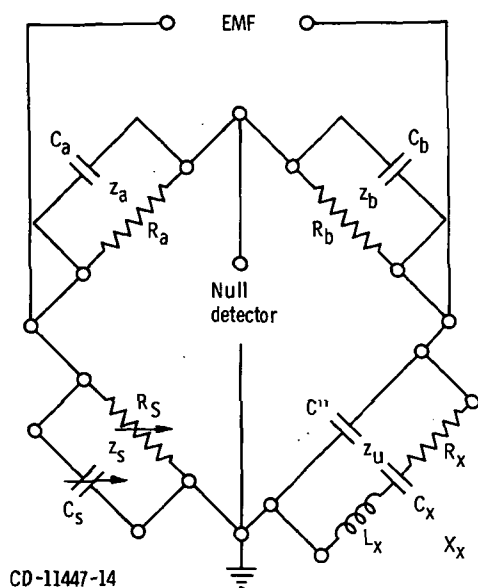 EMF
Ca
Cb
Za
Zb
Ra
Rb
Null
detector
RS
C''
Zs
Zu
Rx
Cs
Cx
Lx
Xx
CD-11447-14